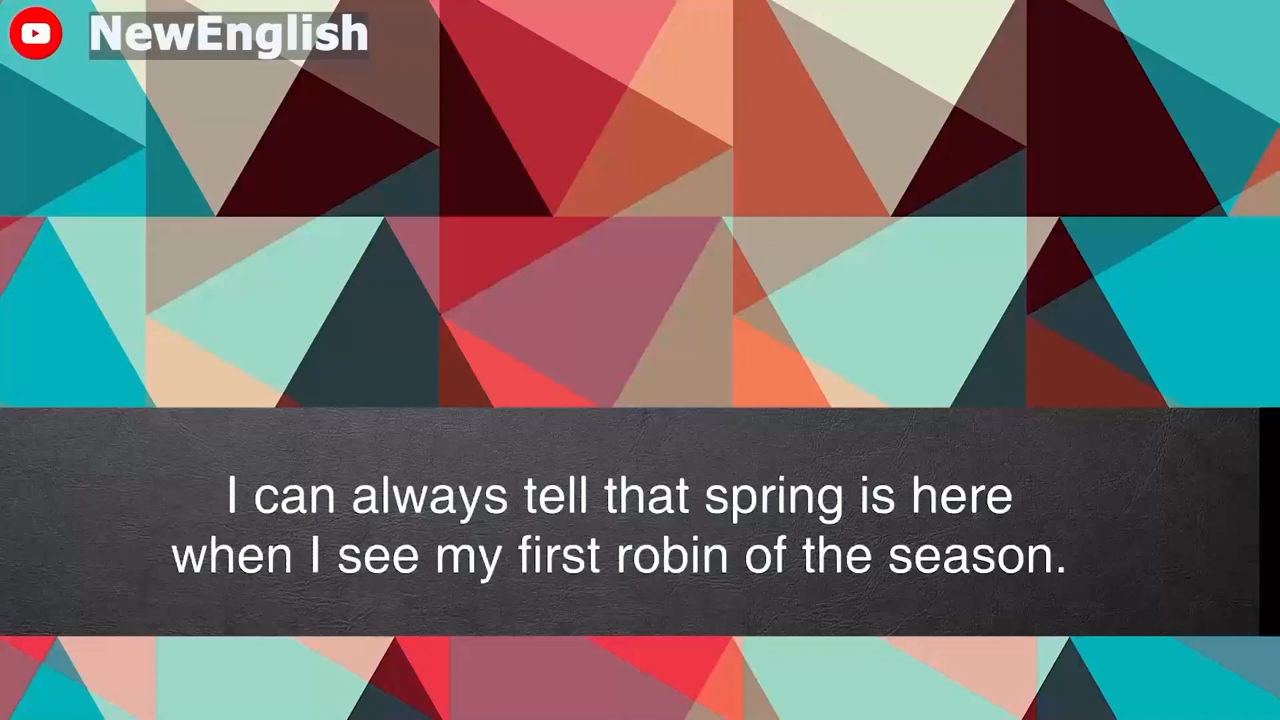 NewEnglish
I can always tell that spring is here
when I see my first robin of the season.